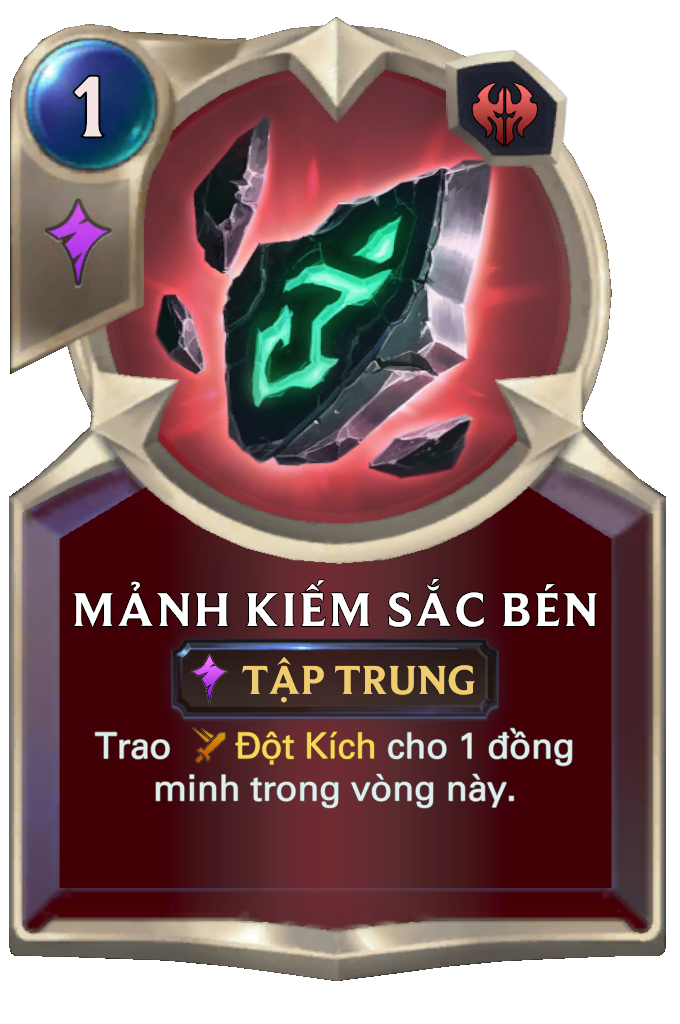 1
MẢNH KIẾM SẮC BÉN
TẬP TRUNG
Trao Đột Kích cho 1 đồng
minh trong vòng này.